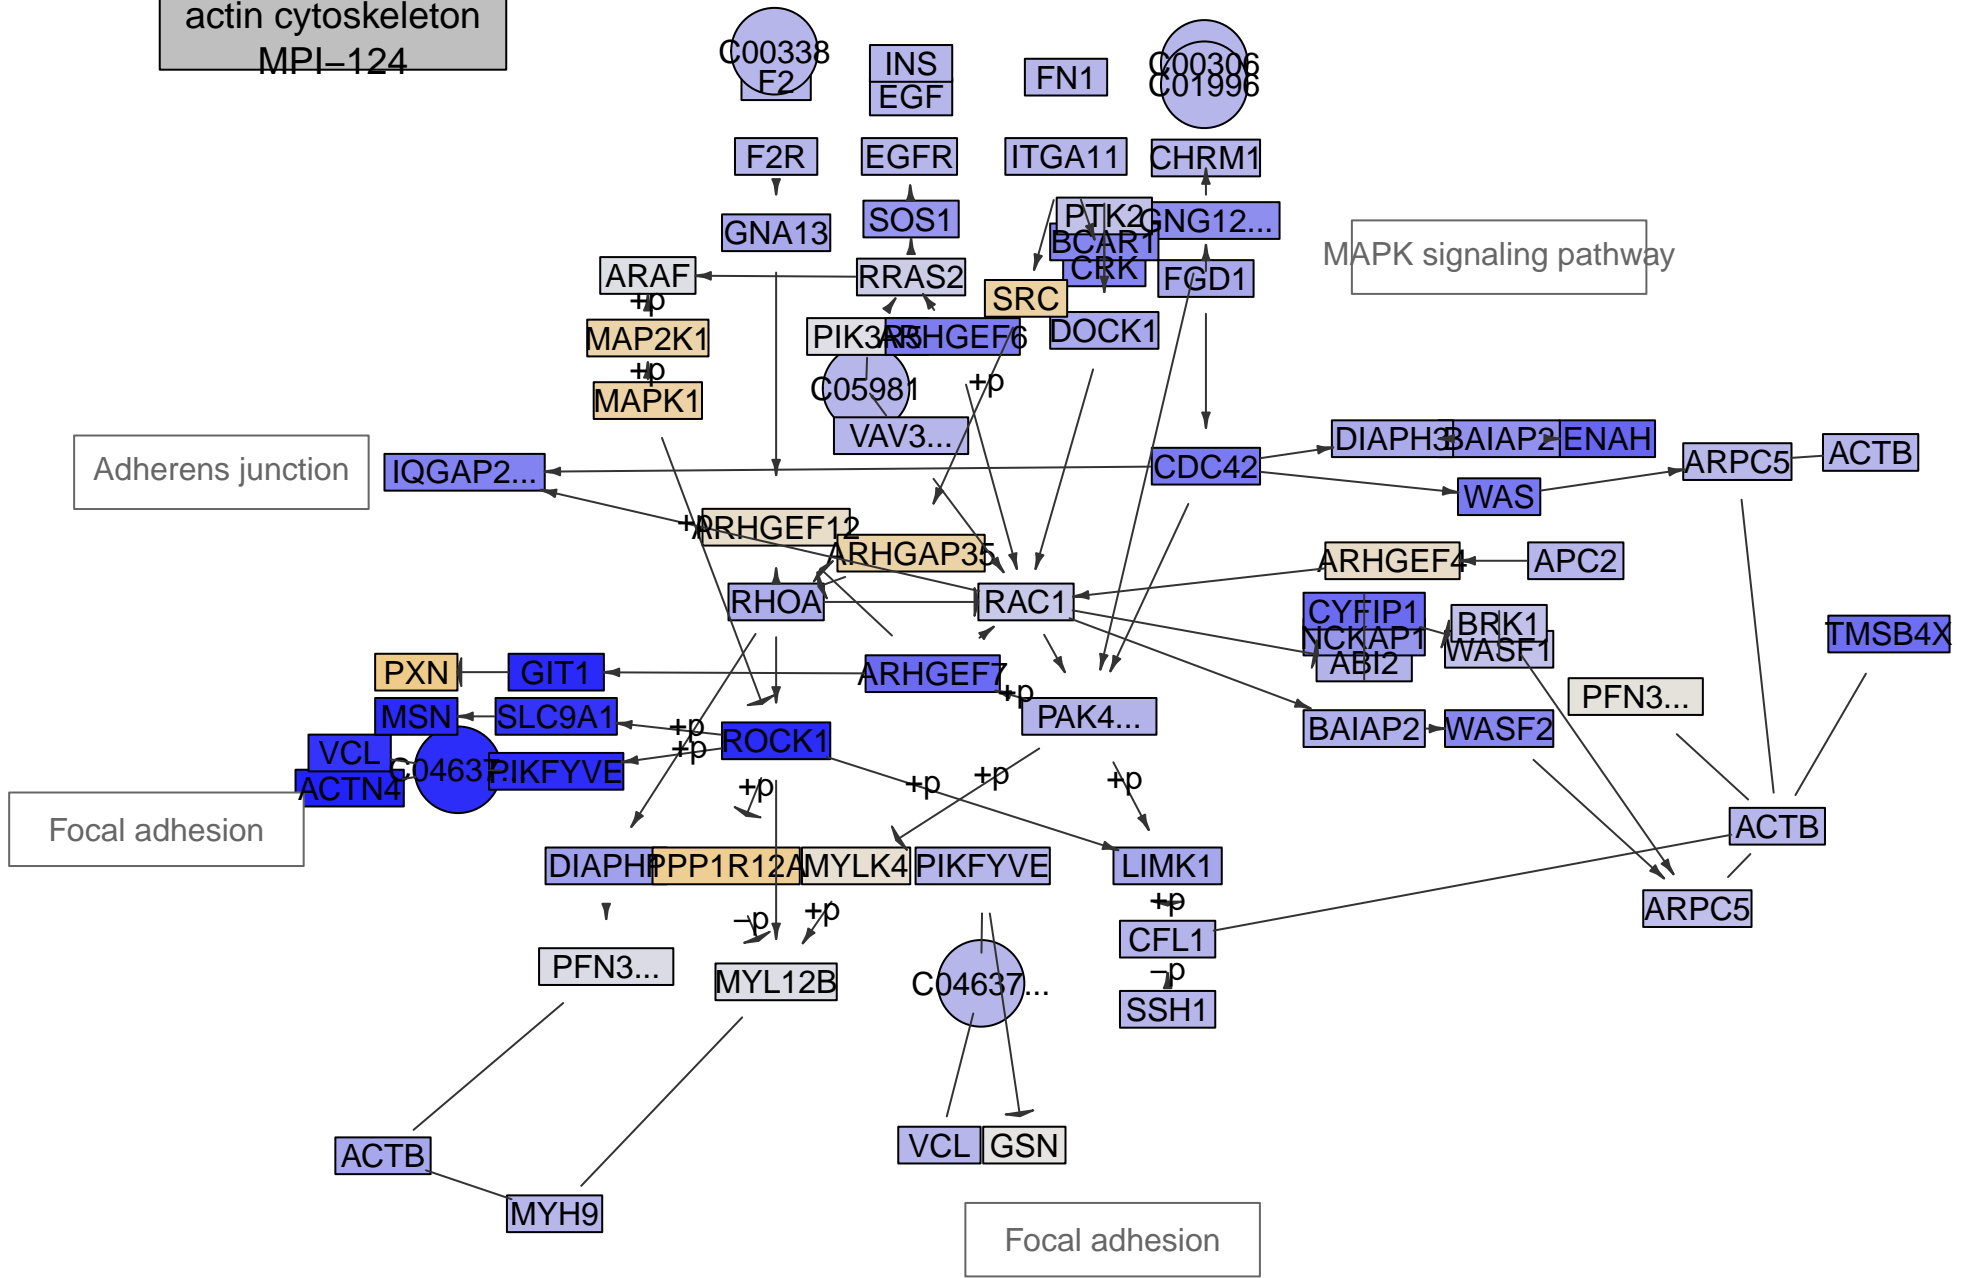 actin cytoskeleton
MPI−124
C00338
F2
INS
EGF
FN1
C00306
C01996
F2R
EGFR
ITGA11
CHRM1
GNA13
SOS1
PTK2
GNG12...
BCAR1
CRK
MAPK signaling pathway
ARAF
RRAS2
SRC
FGD1
+p
MAP2K1
PIK3R5
ARHGEF6
DOCK1
+p
+p
MAPK1
C05981
VAV3...
Adherens junction
IQGAP2...
CDC42
DIAPH3
BAIAP2
ENAH
ARPC5
ACTB
WAS
+p
ARHGEF12
ARHGAP35
ARHGEF4
APC2
RHOA
RAC1
CYFIP1
NCKAP1
ABI2
BRK1
WASF1
TMSB4X
PXN
GIT1
ARHGEF7
+p
PFN3...
MSN
SLC9A1
+p
ROCK1
PAK4...
BAIAP2
WASF2
VCL
C04637...
PIKFYVE
+p
ACTN4
+p
+p
+p
+p
Focal adhesion
ACTB
PPP1R12A
MYLK4
PIKFYVE
LIMK1
+p
ARPC5
−p
+p
CFL1
PFN3...
MYL12B
C04637...
−p
SSH1
ACTB
VCL
GSN
MYH9
Focal adhesion